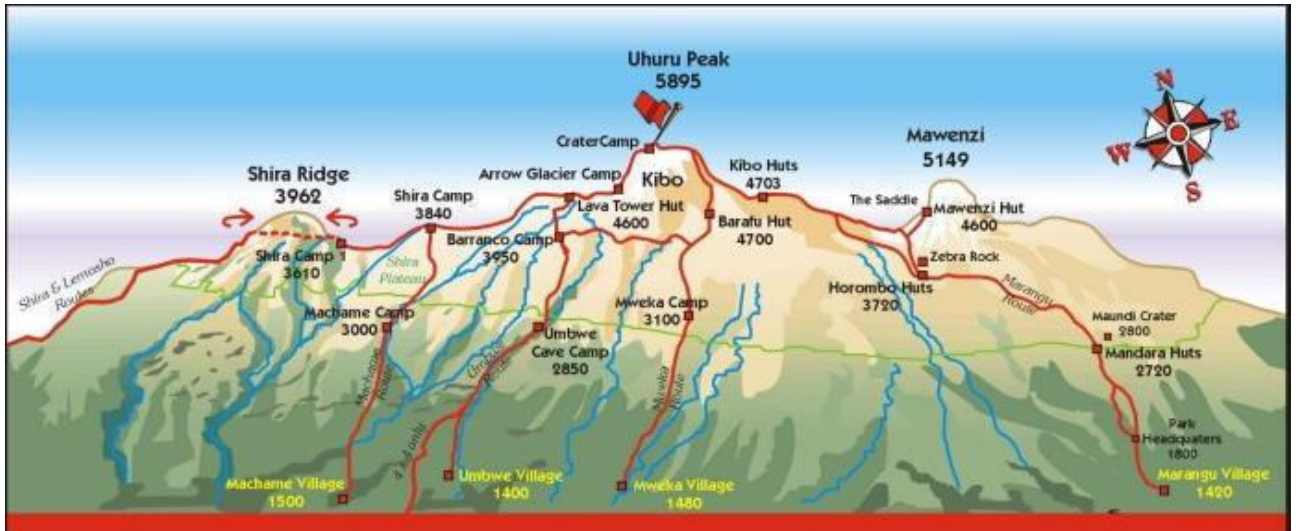 Uhuru Peak
5895
N
E
W
S
CraterCamp
Mawenzi
5149
Shira Ridge
3962
Arrow Glacier Camp
Kibo
Kibo Huts
4703
Shira Camp
3840
Lava Tower Hut
4600
The Saddle
Mawenzi Hut
4600
Barranco Camp
3950
Barafu Hut
4700
Shira Camp 1
3610
Shira
Plateau
Zebra Rock
Shira & Lemosho
Routes
Horombo Huts
3720
Marangu
Route
Machame Camp
3000
Mweka Camp
3100
Umbwe
Cave Camp
2850
Maundi Crater
2800
Mandara Huts
2720
Machame
Route
Umbwe
Route
Mweka
Route
Park
Headquaters
1800
4 x 4 only
Machame Village
1500
Umbwe Village
1400
Mweka Village
1480
Marangu Village
1420